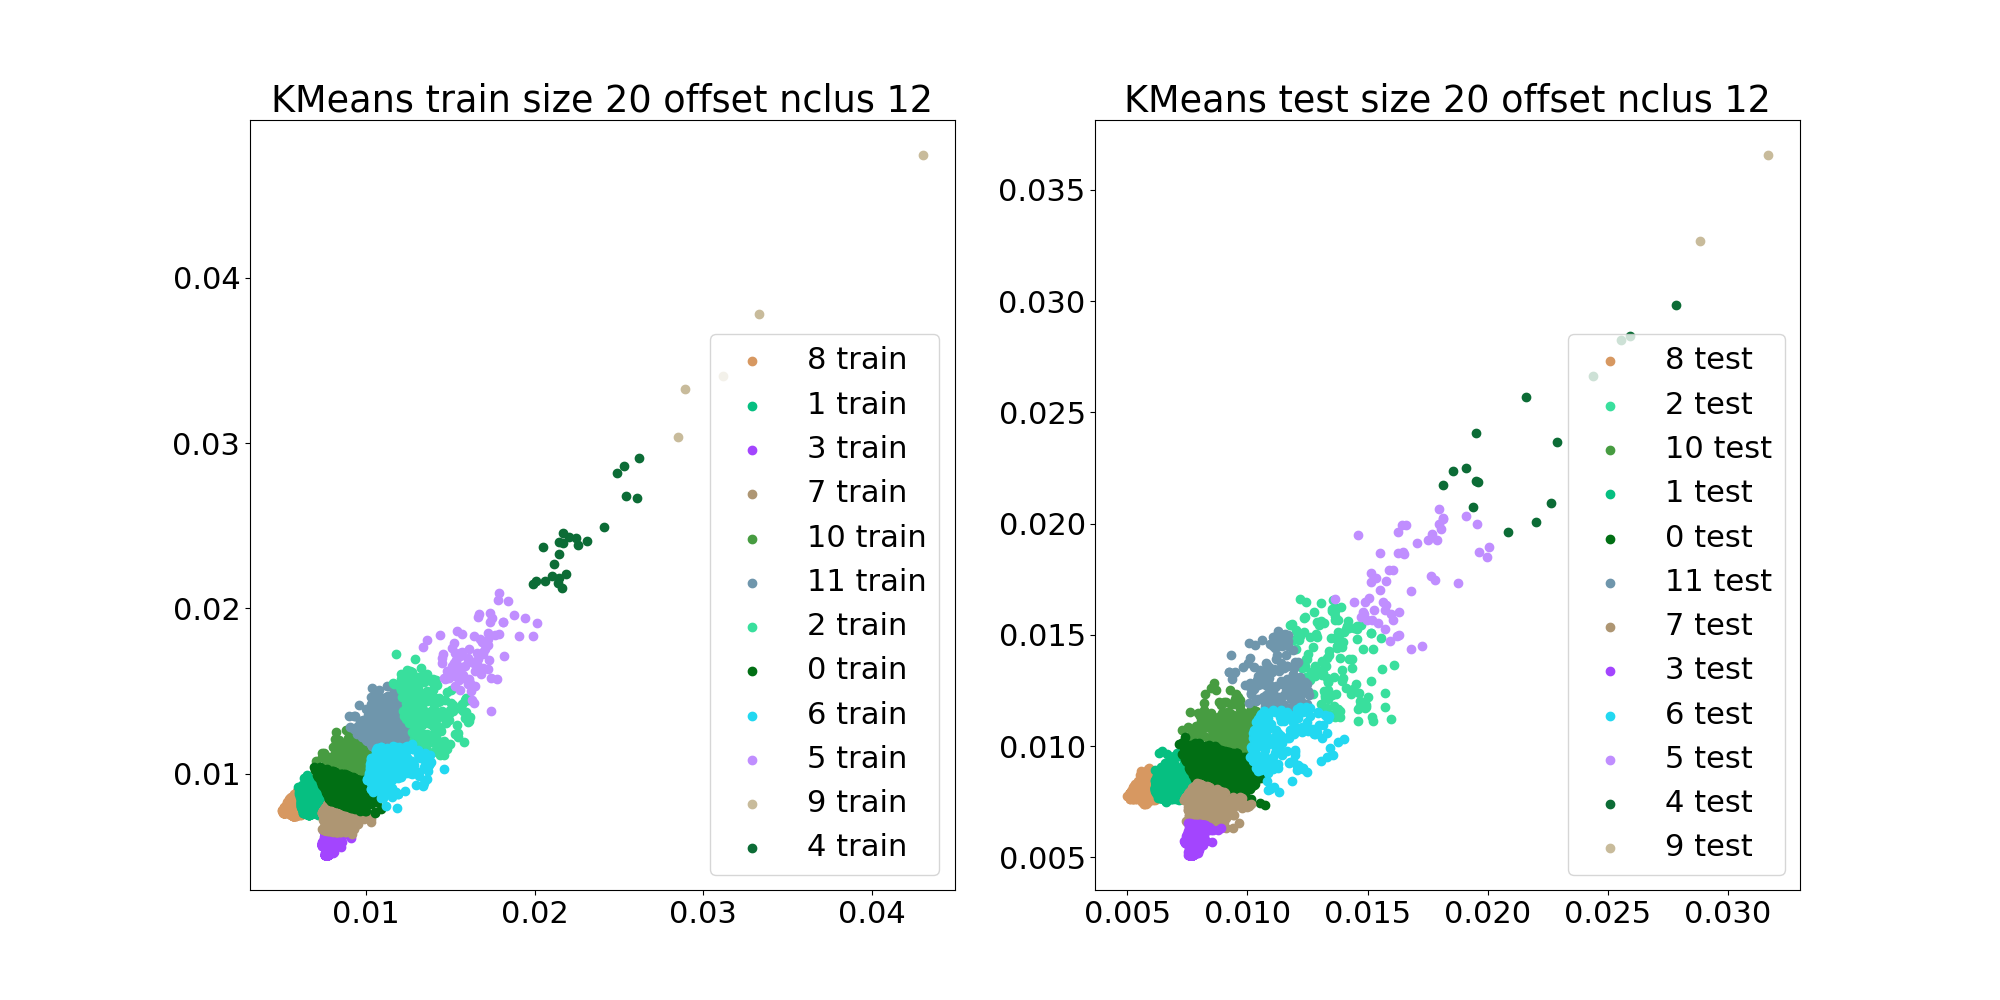 KMeans train size 20 offset nclus 12
0.04
0.03
0.02
0.01
0.01 0.02 0.03 0.04
8 train
1 train
3 train
7 train
10 train
11 train
2 train
0 train
6 train
5 train
9 train
4 train
KMeans test size 20 offset nclus 12
0.035
0.030
0.025
0.020
0.015
0.010
0.005
0.005 0.010 0.015 0.020 0.025 0.030
8 test
2 test
10 test
1 test
0 test
11 test
7 test
3 test
6 test
5 test
4 test
9 test